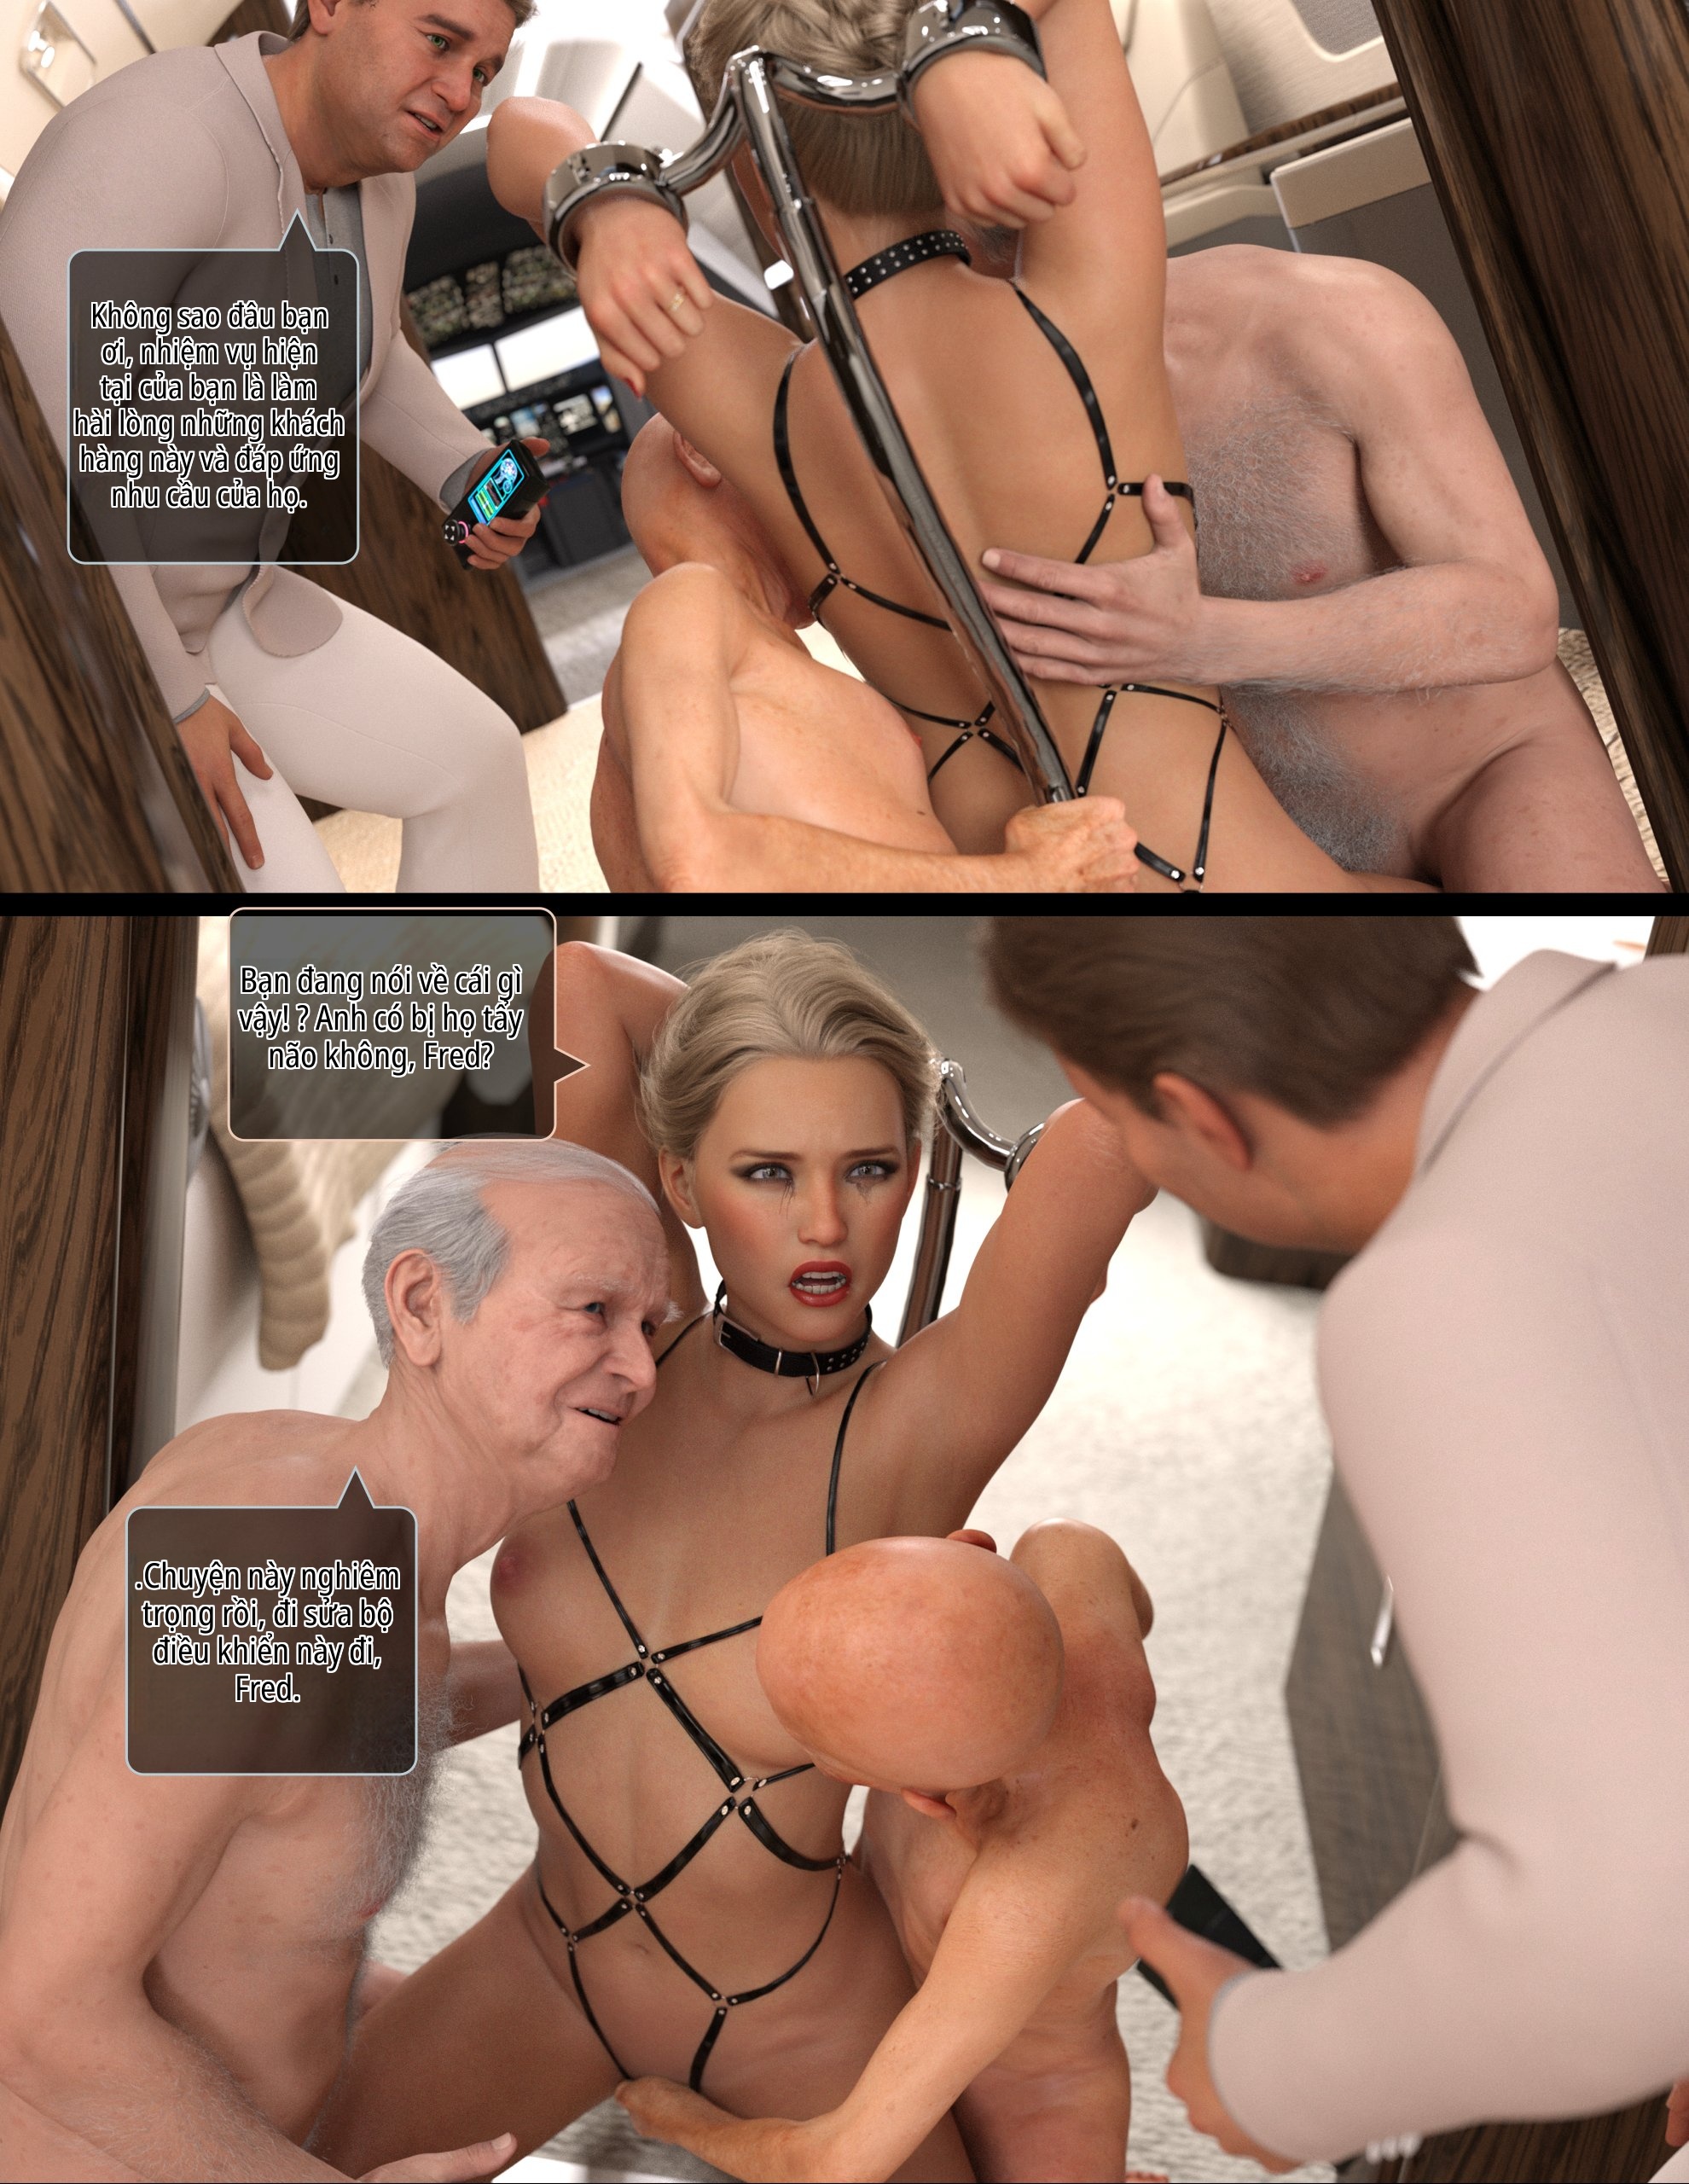 Không sao đâu bạn
ơi, nhiệm vụ hiện
tại của bạn là làm
hài lòng những khách
hàng này và đáp ứng
nhu cầu của họ.
Bạn đang nói về cái gì
vậy! ? Anh có bị họ tẩy
não không, Fred?
.Chuyện này nghiêm
trọng rồi, đi sửa bộ
điều khiển này đi,
Fred.